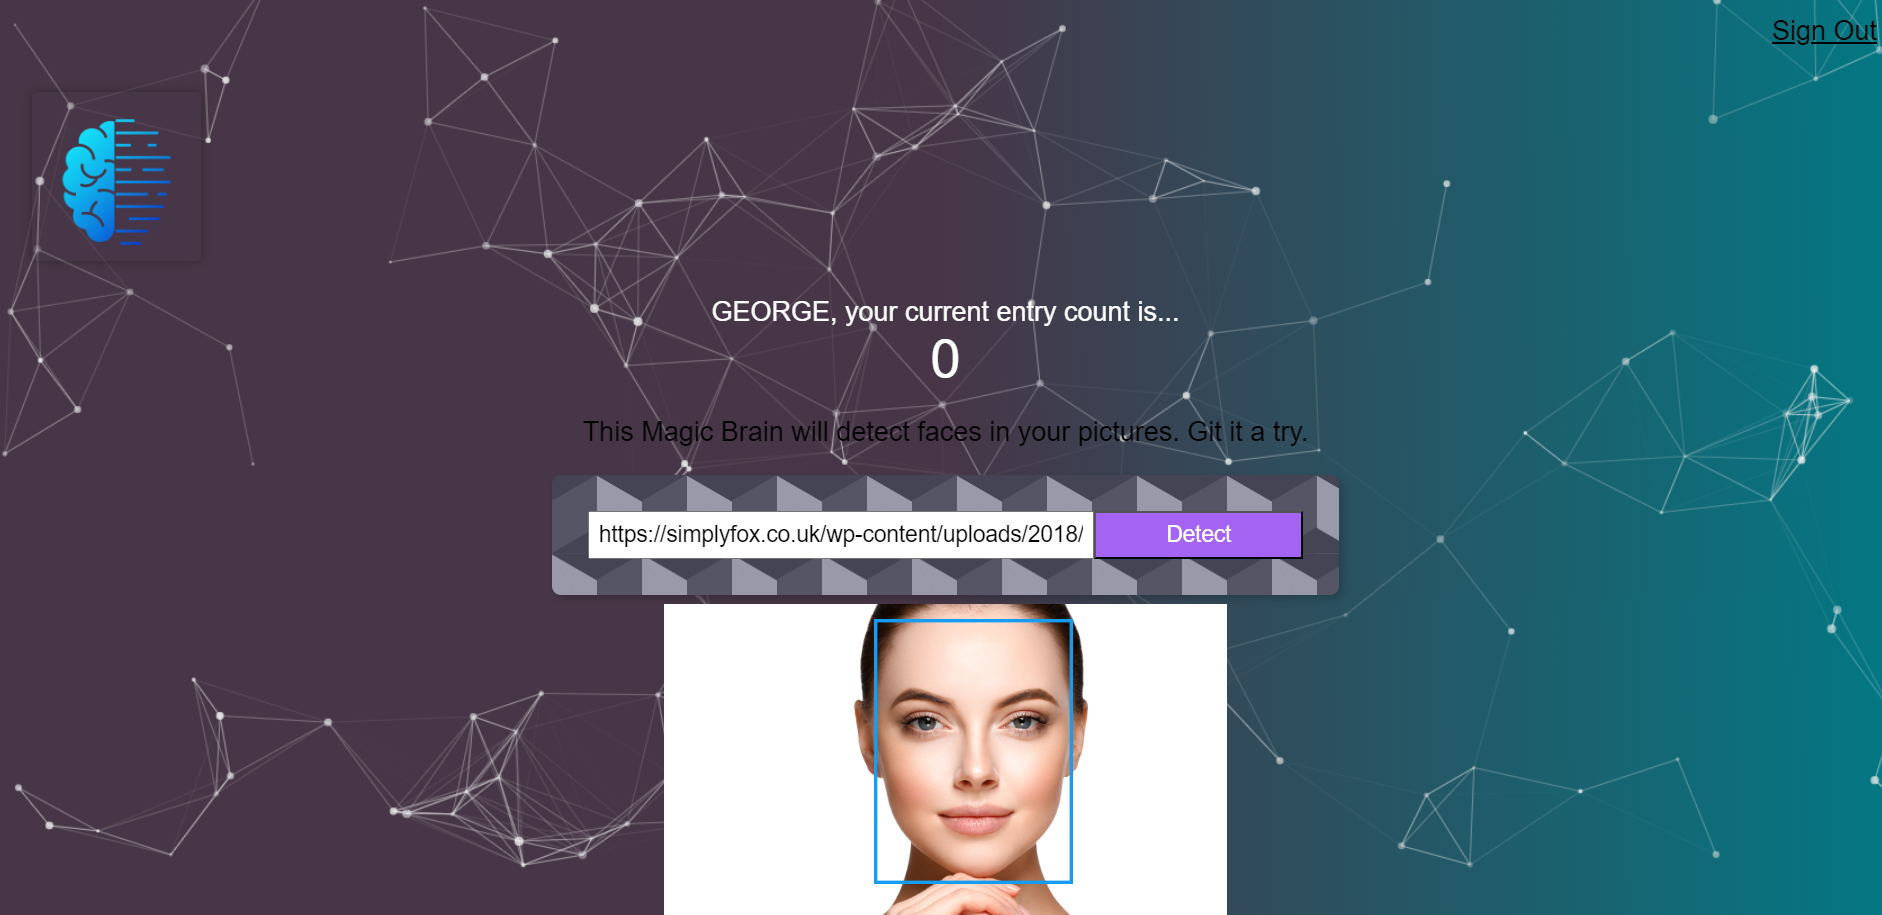 Sign Out
GEORGE, your current entry count is...
0
This Magic Brain will detect faces in your pictures. Git it a try.
https://simplyfox.co.uk/wp-content/uploads/2018/
Detect